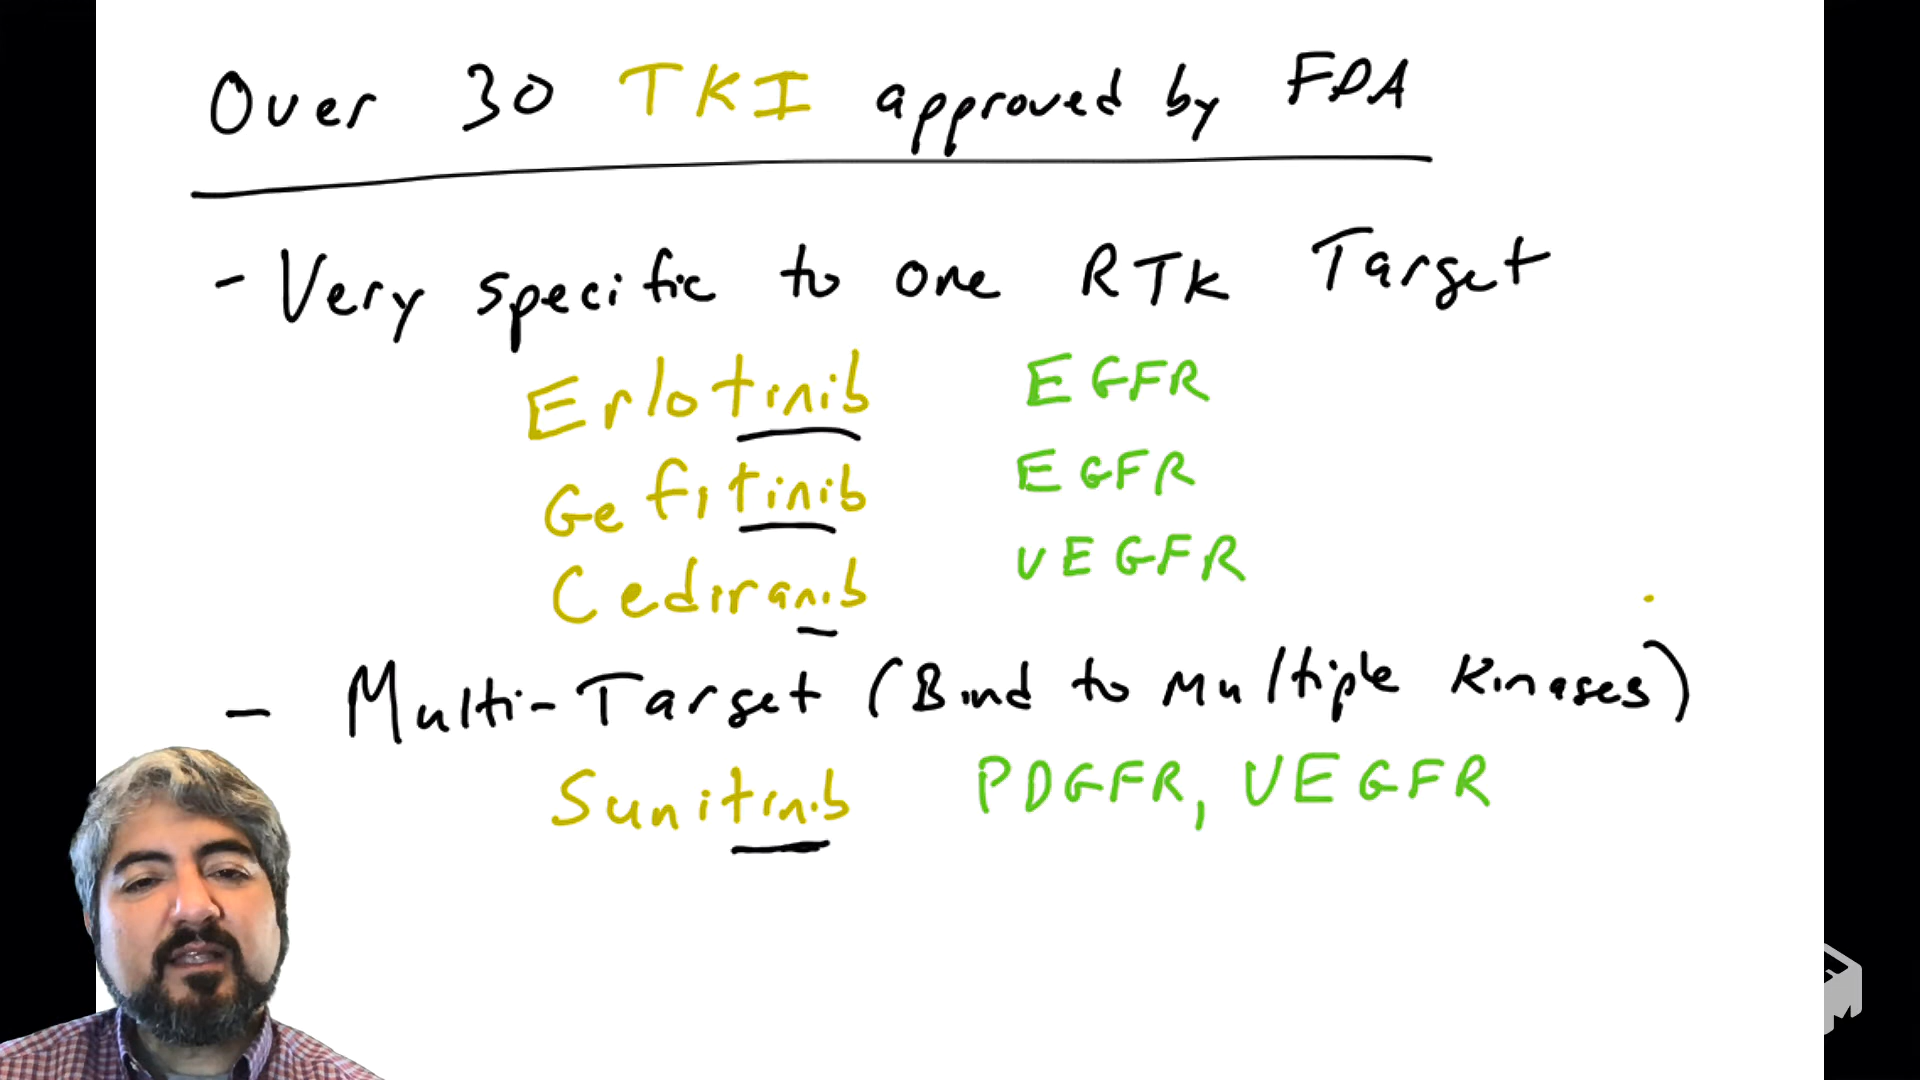 Over 30 TKI approved by FDA
- Very specific to one RTK Target
Erlotinib EGFR
Gefitinib EGFR
Cediranib VEGFR
- Multi-Target (Bind to Multiple Kinases)
Sunitinib PDGFR, VEGFR